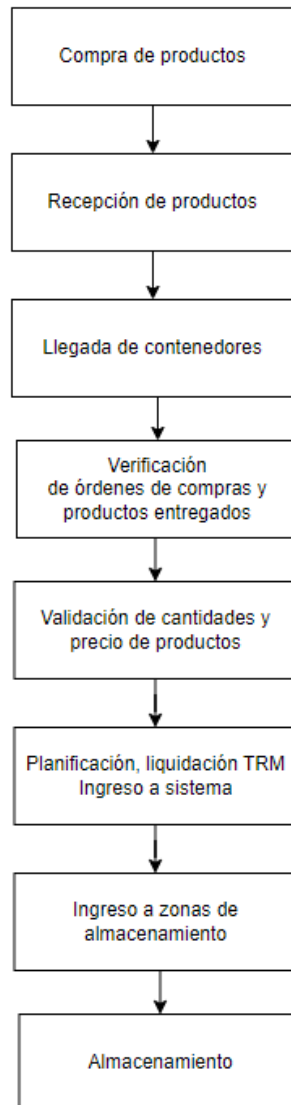 Compra de productos
Recepción de productos
Llegada de contenedores
Verificación
de órdenes de compras y
productos entregados
Validación de cantidades y
precio de productos
Planificación, liquidación TRM
Ingreso a sistema
Ingreso a zonas de
almacenamiento
Almacenamiento